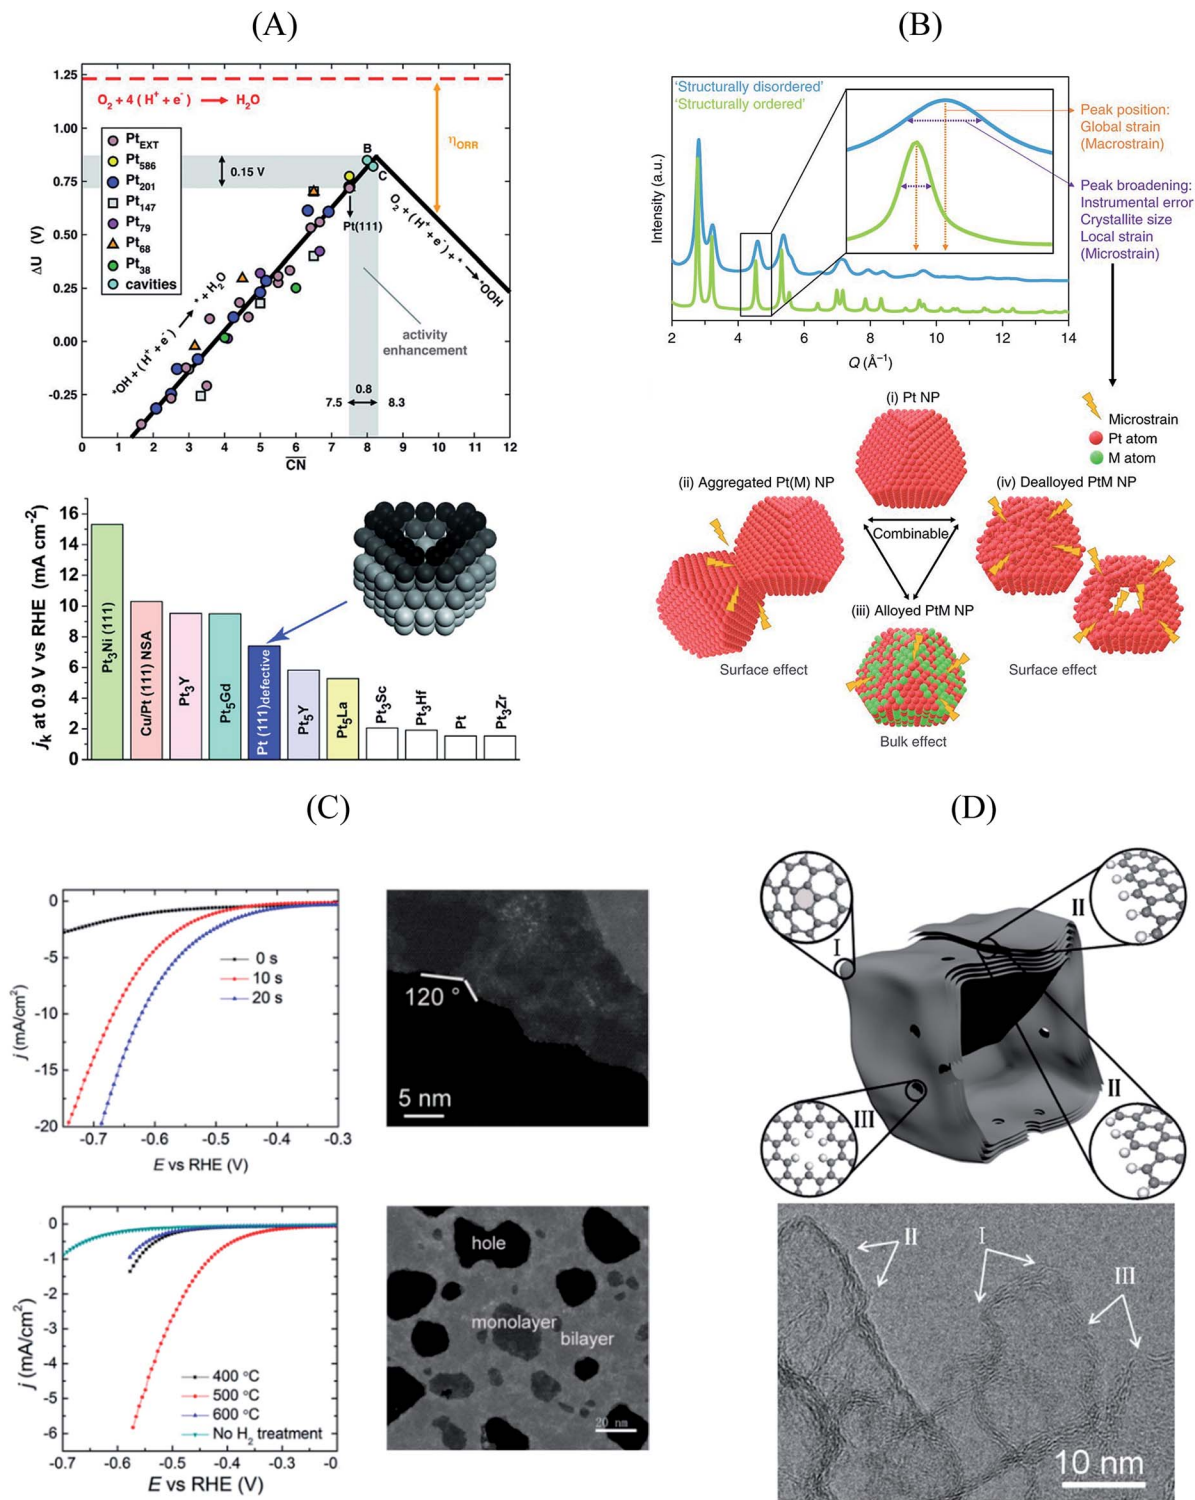 (A)
1.25
1.00
0.75
0.50
0.25
0.00
-0.25
ΔU (V)
O2 + 4 (H+ + e-) → H2O
PtEXT
Pt586
Pt201
Pt147
Pt79
Pt68
Pt38
cavities
0.15 V
B
C
ηORR
Pt(111)
*OH + (H+ + e-) → * + H2O
O2 + (H+ + e-) + * → *OOH
activity
enhancement
0.8
7.5
8.3
0 1 2 3 4 5 6 7 8 9 10 11 12
CN
jk at 0.9 V vs RHE (mA cm-2)
16
14
12
10
8
6
4
2
0
Pt3Ni (111)
Cu/Pt (111) NSA
Pt3Y
Pt5Gd
Pt (111)defective
Pt5Y
Pt5La
Pt3Sc
Pt3Hf
Pt
Pt3Zr
(B)
'Structurally disordered'
'Structurally ordered'
Intensity (a.u.)
2 4 6 8 10 12 14
Q (Å-1)
Peak position:
Global strain
(Macrostrain)
Peak broadening:
Instrumental error
Crystallite size
Local strain
(Microstrain)
(i) Pt NP
Microstrain
Pt atom
M atom
(ii) Aggregated Pt(M) NP
(iv) Dealloyed PtM NP
Combinable
(iii) Alloyed PtM NP
Surface effect
Surface effect
Bulk effect
(C)
0
-5
-10
-15
-20
j (mA/cm2)
0 s
10 s
20 s
-0.7 -0.6 -0.5 -0.4 -0.3
E vs RHE (V)
120 °
5 nm
0
-1
-2
-3
-4
-5
-6
j (mA/cm2)
400 °C
500 °C
600 °C
No H2 treatment
-0.7 -0.6 -0.5 -0.4 -0.3 -0.2 -0.1 -0
E vs RHE (V)
hole
monolayer
bilayer
20 nm
(D)
I
II
II
III
II
I
III
10 nm